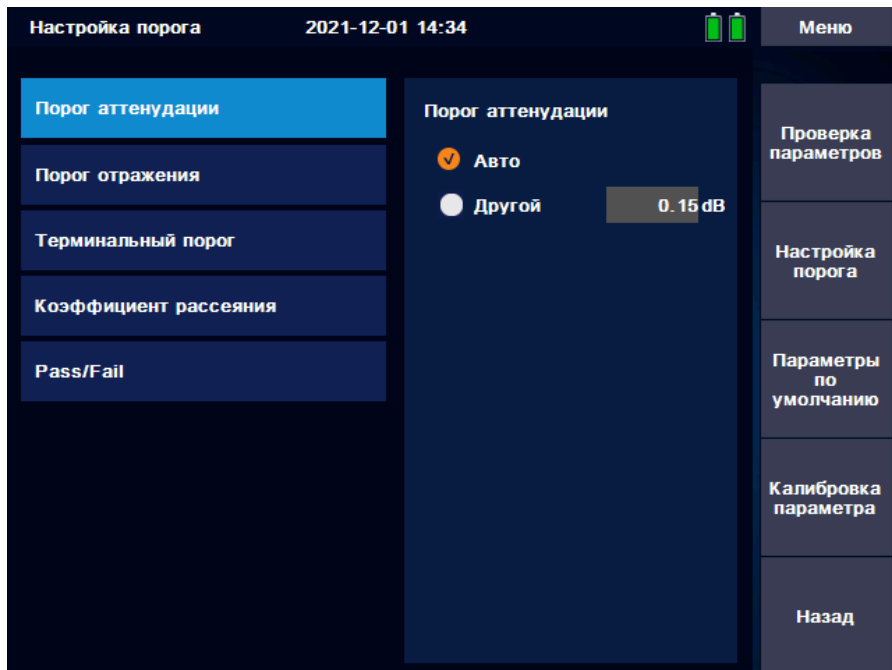 Настройка порога 2021-12-01 14:34 Меню
Порог аттенудации
Порог отражения
Терминальный порог
Коэффициент рассеяния
Pass/Fail
Порог аттенудации
Авто
Другой 0.15 dB
Проверка
параметров
Настройка
порога
Параметры
по
умолчанию
Калибровка
параметра
Назад